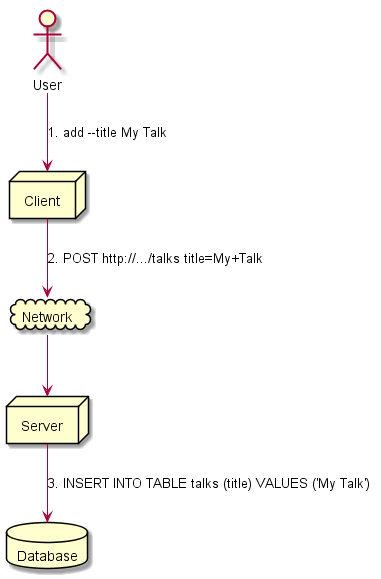 User
1. add --title My Talk
Client
2. POST http://.../talks title=My+Talk
Network
Server
3. INSERT INTO TABLE talks (title) VALUES ('My Talk')
Database